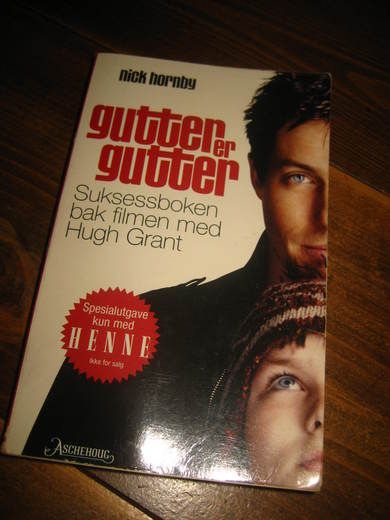 nick hornby
gutter er
gutter
Suksessboken
bak filmen med
Hugh Grant
Spesialutgave
kun med
HENNE
ikke for salg
ASCHEHOUG